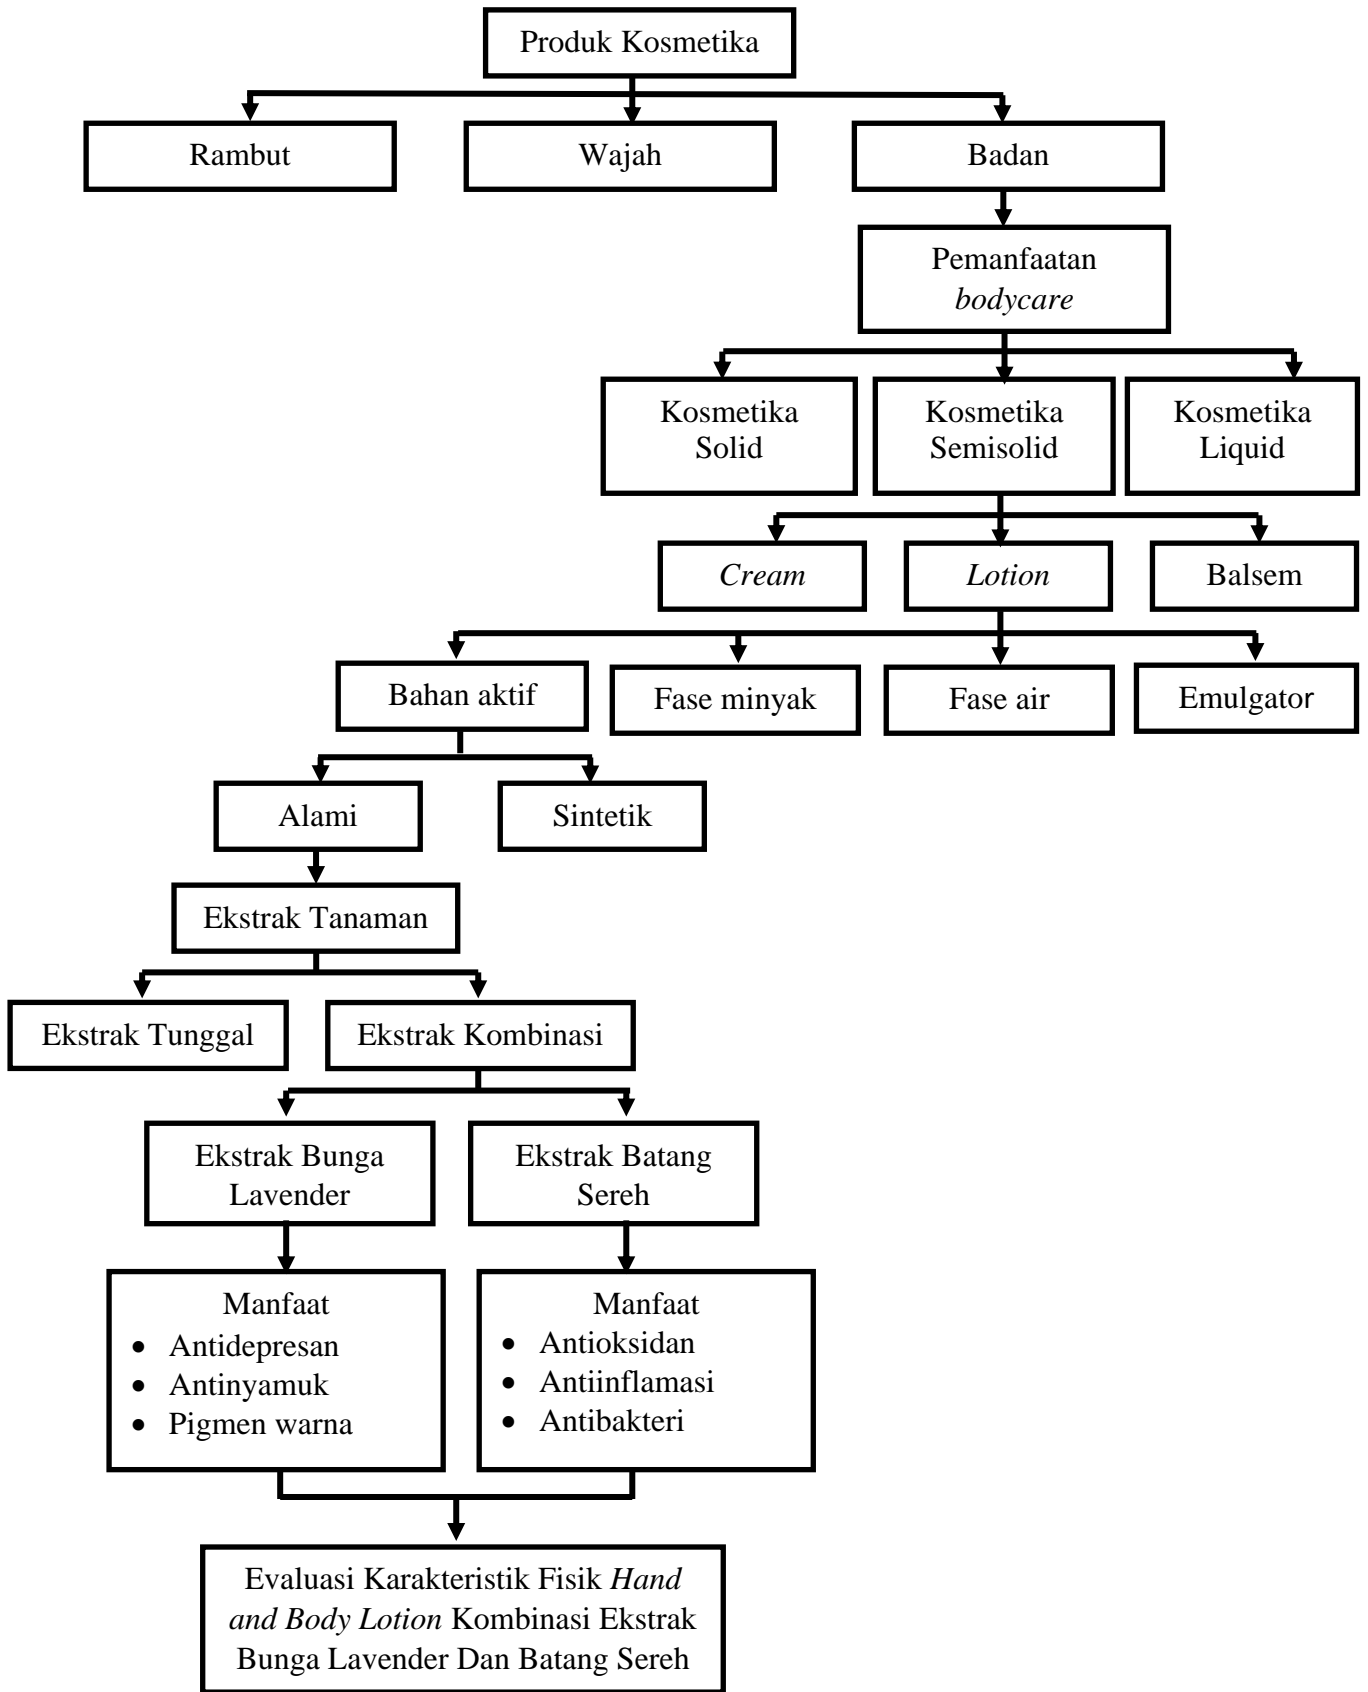 Produk Kosmetika
Rambut
Wajah
Badan
Pemanfaatan
bodycare
Kosmetika
Solid
Kosmetika
Semisolid
Kosmetika
Liquid
Cream
Lotion
Balsem
Bahan aktif
Fase minyak
Fase air
Emulgator
Alami
Sintetik
Ekstrak Tanaman
Ekstrak Tunggal
Ekstrak Kombinasi
Ekstrak Bunga
Lavender
Ekstrak Batang
Sereh
Manfaat
• Antidepresan
• Antinyamuk
• Pigmen warna
Manfaat
• Antioksidan
• Antiinflamasi
• Antibakteri
Evaluasi Karakteristik Fisik Hand
and Body Lotion Kombinasi Ekstrak
Bunga Lavender Dan Batang Sereh